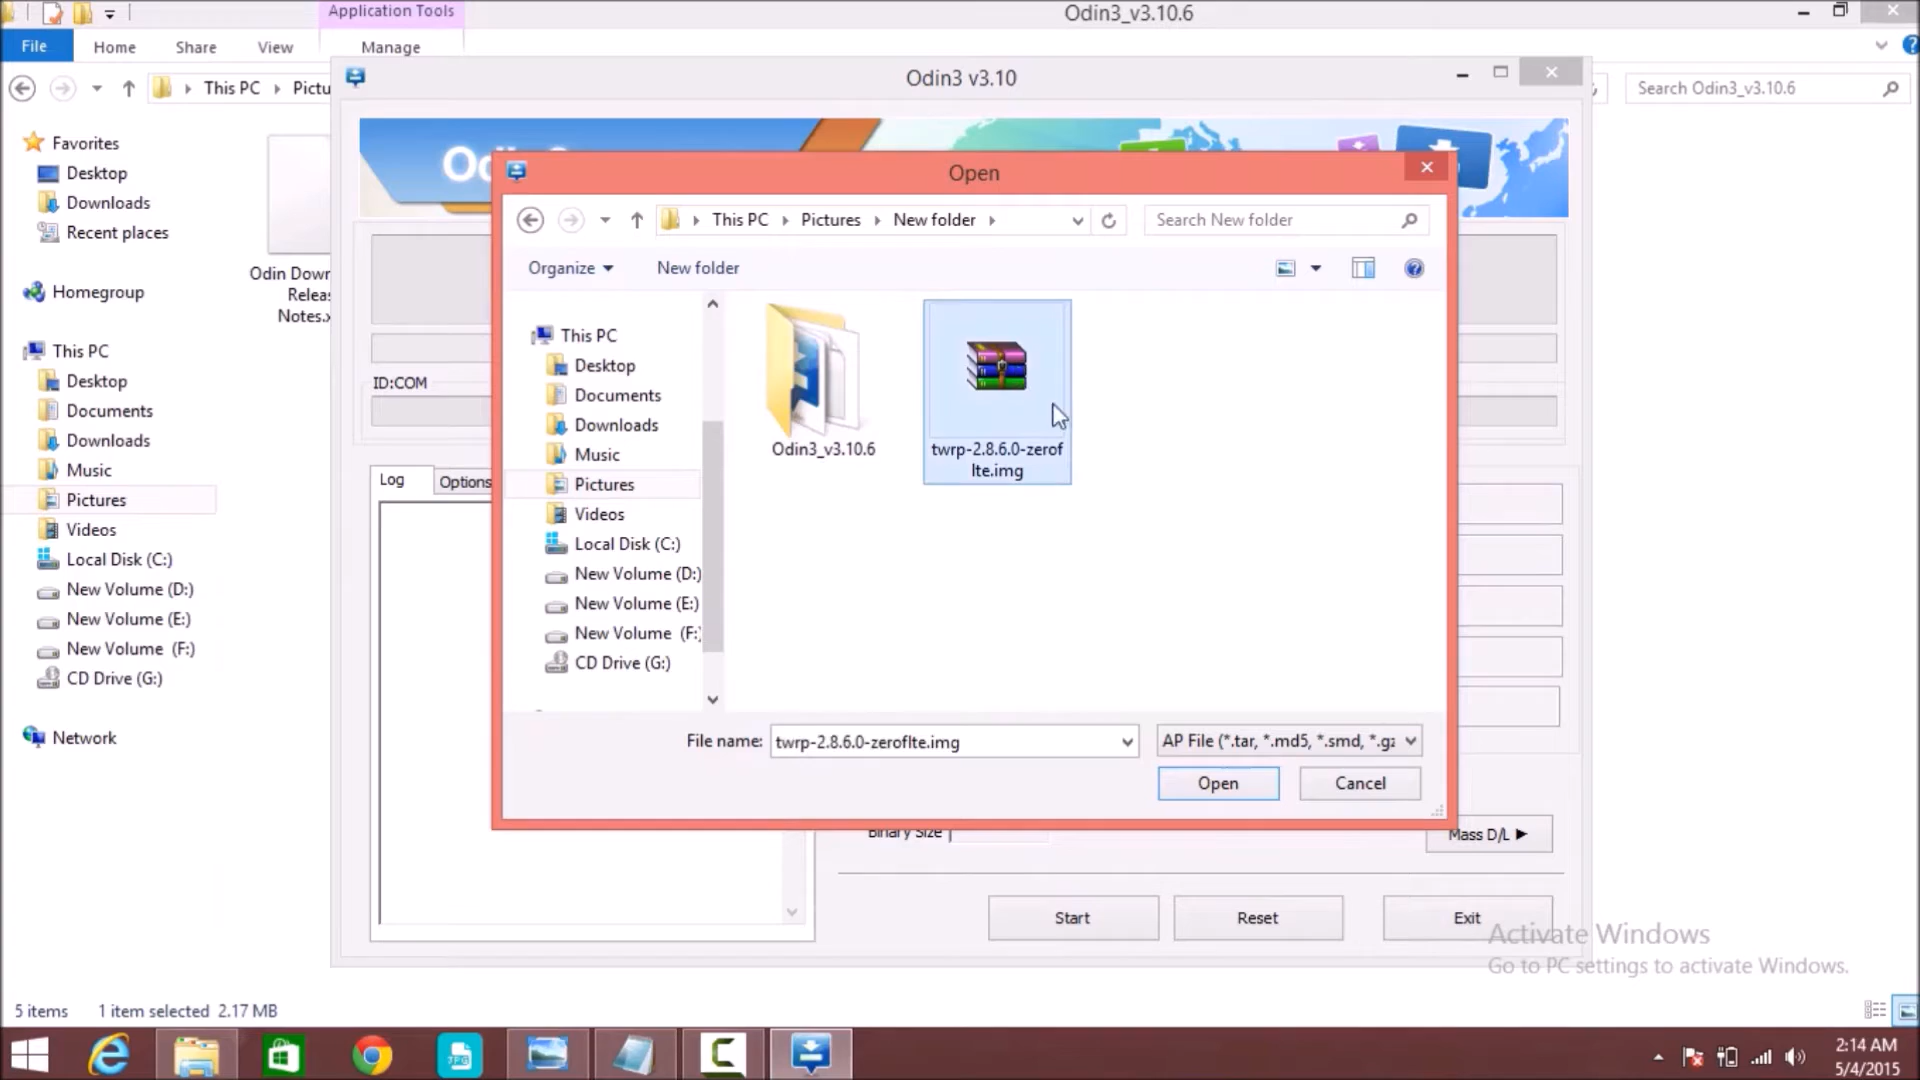 Application Tools
Odin3_v3.10.6
File
Home
Share
View
Manage
This PC
Pictu
Search Odin3_v3.10.6
Odin3 v3.10
Favorites
Desktop
Downloads
Recent places
Homegroup
This PC
Desktop
Documents
Downloads
Music
Pictures
Videos
Local Disk (C:)
New Volume (D:)
New Volume (E:)
New Volume (F:)
CD Drive (G:)
Network
Odin Down
Relea
Notes.x
ID:COM
Log
Options
Open
This PC
Pictures
New folder
Search New folder
Organize
New folder
This PC
Desktop
Documents
Downloads
Music
Pictures
Videos
Local Disk (C:)
New Volume (D:)
New Volume (E:)
New Volume (F:)
CD Drive (G:)
Odin3_v3.10.6
twrp-2.8.6.0-zerof
lte.img
File name:
twrp-2.8.6.0-zeroflte.img
AP File (*.tar, *.md5, *.smd, *.gz
Open
Cancel
Binary Size
Mass D/L
Start
Reset
Exit
Activate Windows
Go to PC settings to activate Windows.
5 items
1 item selected 2.17 MB
JPG
2:14 AM
5/4/2015